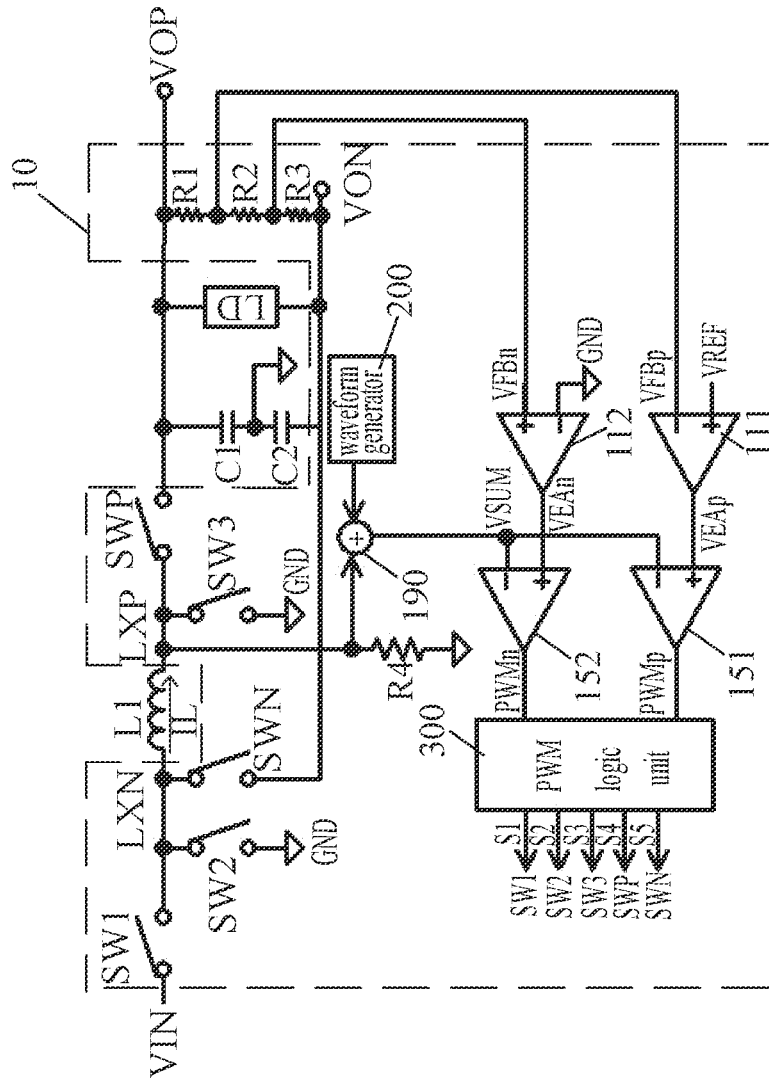 10
VIN
SW1
LXN
L1
IL
LXP
SWP
VOP
SW2
GND
SWN
SW3
GND
C1
C2
LD
R1
R2
R3
VON
R4
190
waveform
generator
200
VSUM
300
PWM
logic
unit
S1
S2
S3
S4
S5
SW1
SW2
SW3
SWP
SWN
PWMn
PWMp
152
151
+
+
+
VEAn
VEAp
112
111
+
+
VFBn
GND
VFBp
VREF